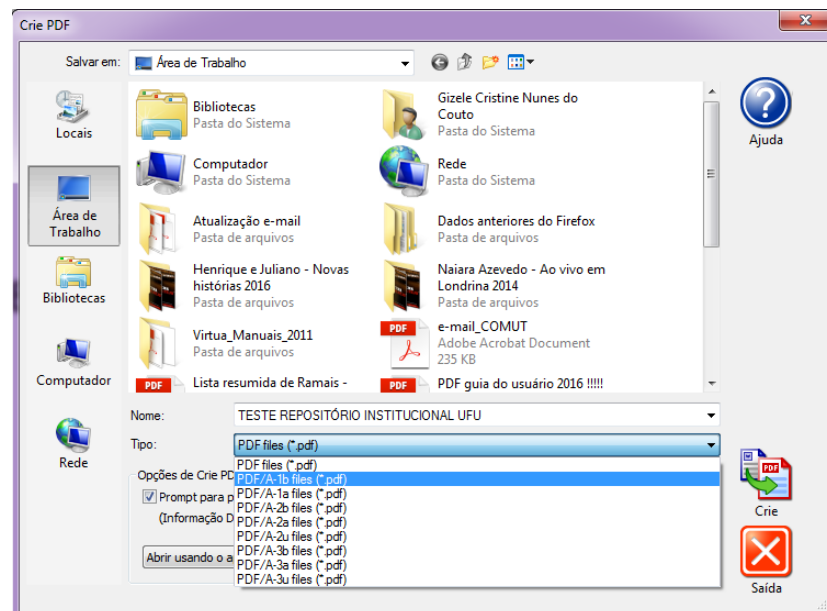 Crie PDF
Salvar em:
Área de Trabalho
Locais
Área de
Trabalho
Bibliotecas
Computador
Rede
Bibliotecas
Pasta do Sistema
Gizele Cristine Nunes do
Couto
Pasta do Sistema
Computador
Pasta do Sistema
Rede
Pasta do Sistema
Atualização e-mail
Pasta de arquivos
Dados anteriores do Firefox
Pasta de arquivos
Henrique e Juliano - Novas
histórias 2016
Pasta de arquivos
Naiara Azevedo - Ao vivo em
Londrina 2014
Pasta de arquivos
Virtua_Manuais_2011
Pasta de arquivos
PDF
e-mail_COMUT
Adobe Acrobat Document
235 KB
PDF
Lista resumida de Ramais -
PDF
PDF guia do usuário 2016 !!!!!
Ajuda
Nome:
TESTE REPOSITÓRIO INSTITUCIONAL UFU
Tipo:
PDF files (*.pdf)
PDF files (*.pdf)
PDF/A-1b files (*.pdf)
PDF/A-1a files (*.pdf)
PDF/A-2b files (*.pdf)
PDF/A-2a files (*.pdf)
PDF/A-2u files (*.pdf)
PDF/A-3b files (*.pdf)
PDF/A-3a files (*.pdf)
PDF/A-3u files (*.pdf)
Opções de Crie PD
Prompt para p
(Informação D
Abrir usando o a
PDF
Crie
Saída